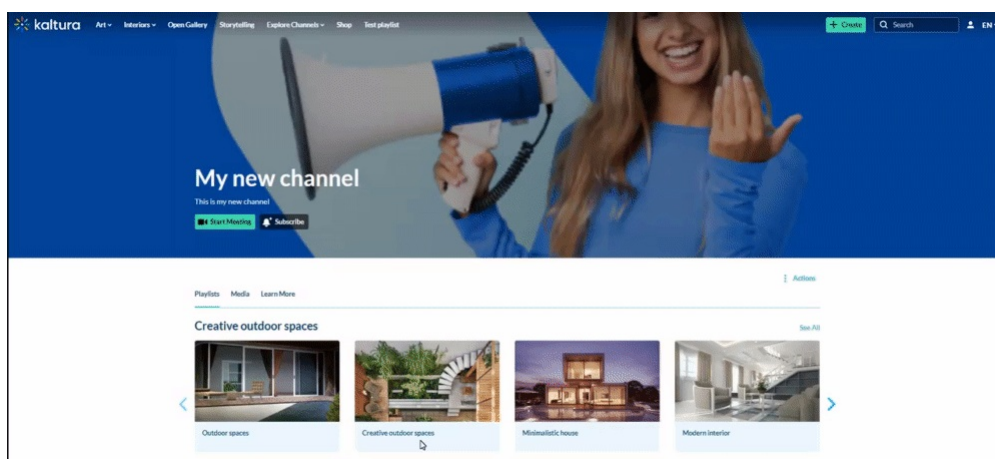 kaltura Art Interiors Open Gallery Storytelling Explore Channels Shop Test playlist + Create Search EN
My new channel
This is my new channel
Start Meeting Subscribe
Actions
Playlists Media Learn More
Creative outdoor spaces See All
Outdoor spaces Creative outdoor spaces Minimalistic house Modern interior